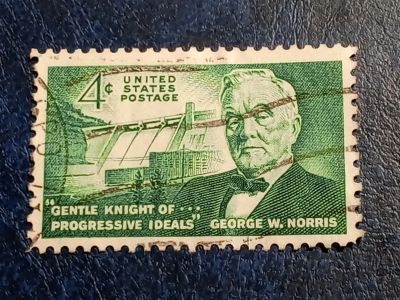 4¢ UNITED
STATES
POSTAGE
"GENTLE KNIGHT OF ····
PROGRESSIVE IDEALS" GEORGE W. NORRIS